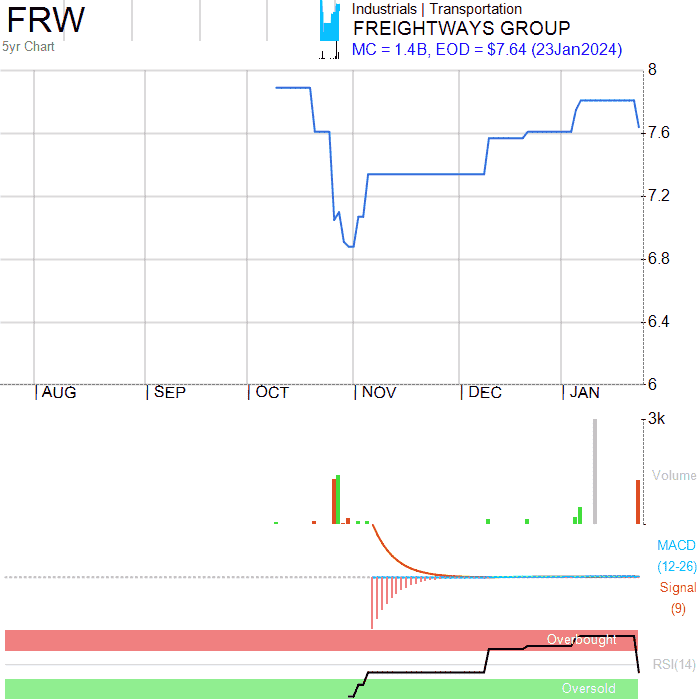 FRW
5yr Chart
Industrials | Transportation
FREIGHTWAYS GROUP
MC = 1.4B, EOD = $7.64 (23Jan2024)
8
7.6
7.2
6.8
6.4
6
AUG SEP OCT NOV DEC JAN
3k
Volume
MACD
(12-26)
Signal
(9)
Overbought
RSI(14)
Oversold